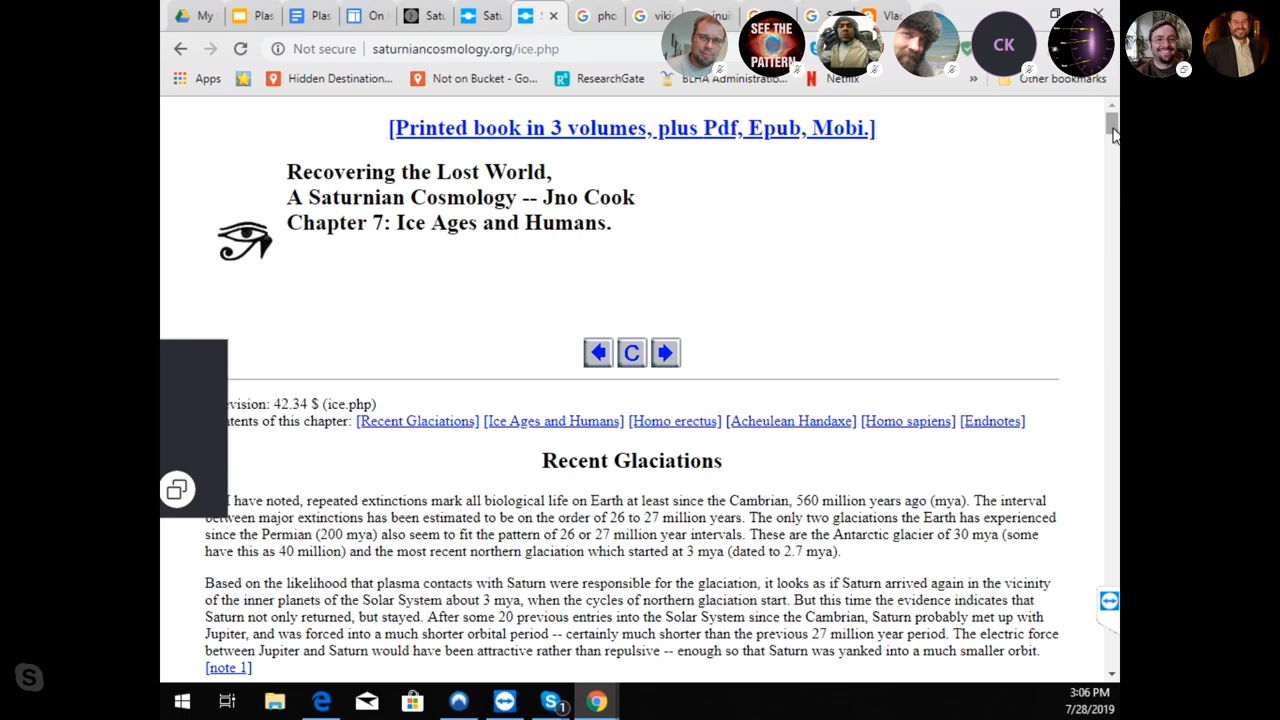 My
Plas
Plas
On
Satu
Satu
S
pho
viki
Vla
Not secure | saturniancosmology.org/ice.php
SEE THE
PATTERN
CK
Apps
Hidden Destination...
Not on Bucket - Go...
ResearchGate
BLHA Administratio...
Netflix
»
Other bookmarks
[Printed book in 3 volumes, plus Pdf, Epub, Mobi.]
Recovering the Lost World,
A Saturnian Cosmology -- Jno Cook
Chapter 7: Ice Ages and Humans.
C
evision: 42.34 $ (ice.php)
tents of this chapter: [Recent Glaciations] [Ice Ages and Humans] [Homo erectus] [Acheulean Handaxe] [Homo sapiens] [Endnotes]
Recent Glaciations
I have noted, repeated extinctions mark all biological life on Earth at least since the Cambrian, 560 million years ago (mya). The interval
between major extinctions has been estimated to be on the order of 26 to 27 million years. The only two glaciations the Earth has experienced
since the Permian (200 mya) also seem to fit the pattern of 26 or 27 million year intervals. These are the Antarctic glacier of 30 mya (some
have this as 40 million) and the most recent northern glaciation which started at 3 mya (dated to 2.7 mya).
Based on the likelihood that plasma contacts with Saturn were responsible for the glaciation, it looks as if Saturn arrived again in the vicinity
of the inner planets of the Solar System about 3 mya, when the cycles of northern glaciation start. But this time the evidence indicates that
Saturn not only returned, but stayed. After some 20 previous entries into the Solar System since the Cambrian, Saturn probably met up with
Jupiter, and was forced into a much shorter orbital period -- certainly much shorter than the previous 27 million year period. The electric force
between Jupiter and Saturn would have been attractive rather than repulsive -- enough so that Saturn was yanked into a much smaller orbit.
[note 1]
1
3:06 PM
7/28/2019